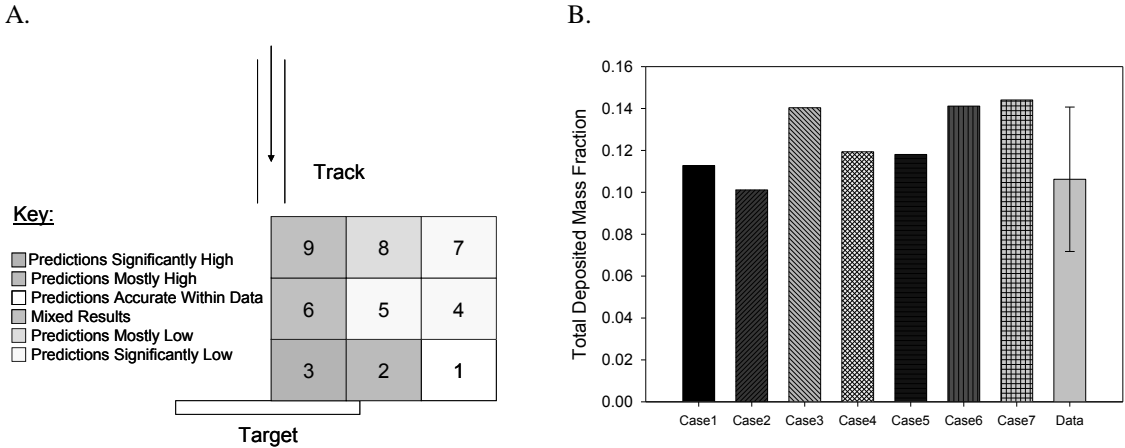 A.
B.
Track
Key:
Predictions Significantly High
Predictions Mostly High
Predictions Accurate Within Data
Mixed Results
Predictions Mostly Low
Predictions Significantly Low
9 8 7
6 5 4
3 2 1
Target
Total Deposited Mass Fraction
0.16
0.14
0.12
0.10
0.08
0.06
0.04
0.02
0.00
Case1 Case2 Case3 Case4 Case5 Case6 Case7 Data